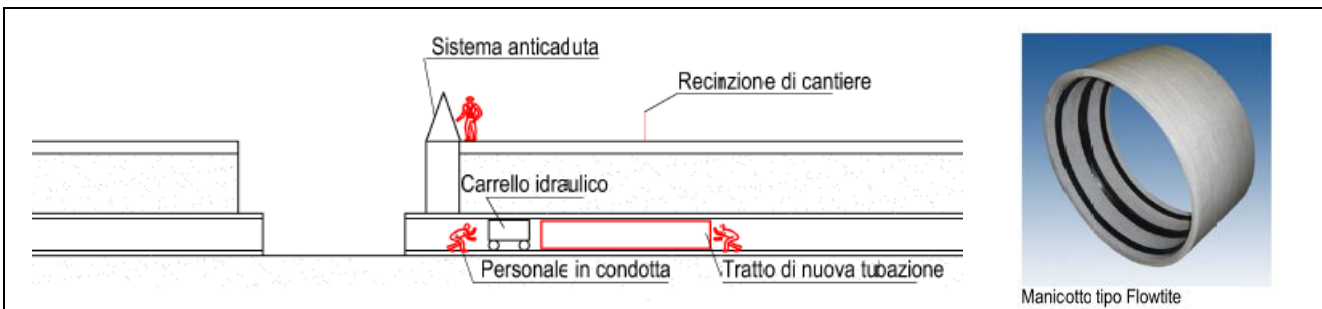 Sistema anticaduta
Recinzione di cantiere
Carrello idraulico
Personale in condotta
Tratto di nuova tubazione
Manicotto tipo Flowtite